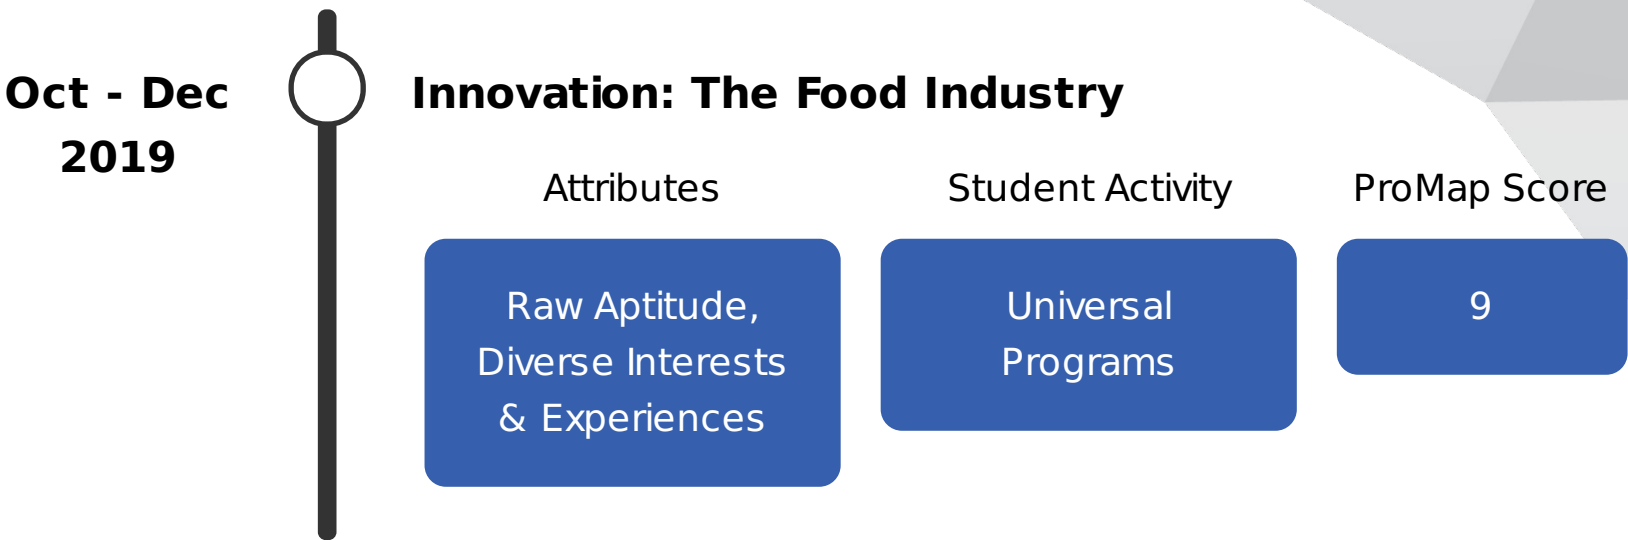 Oct - Dec
2019
Innovation: The Food Industry
Attributes
Student Activity
ProMap Score
Raw Aptitude,
Diverse Interests
& Experiences
Universal
Programs
9